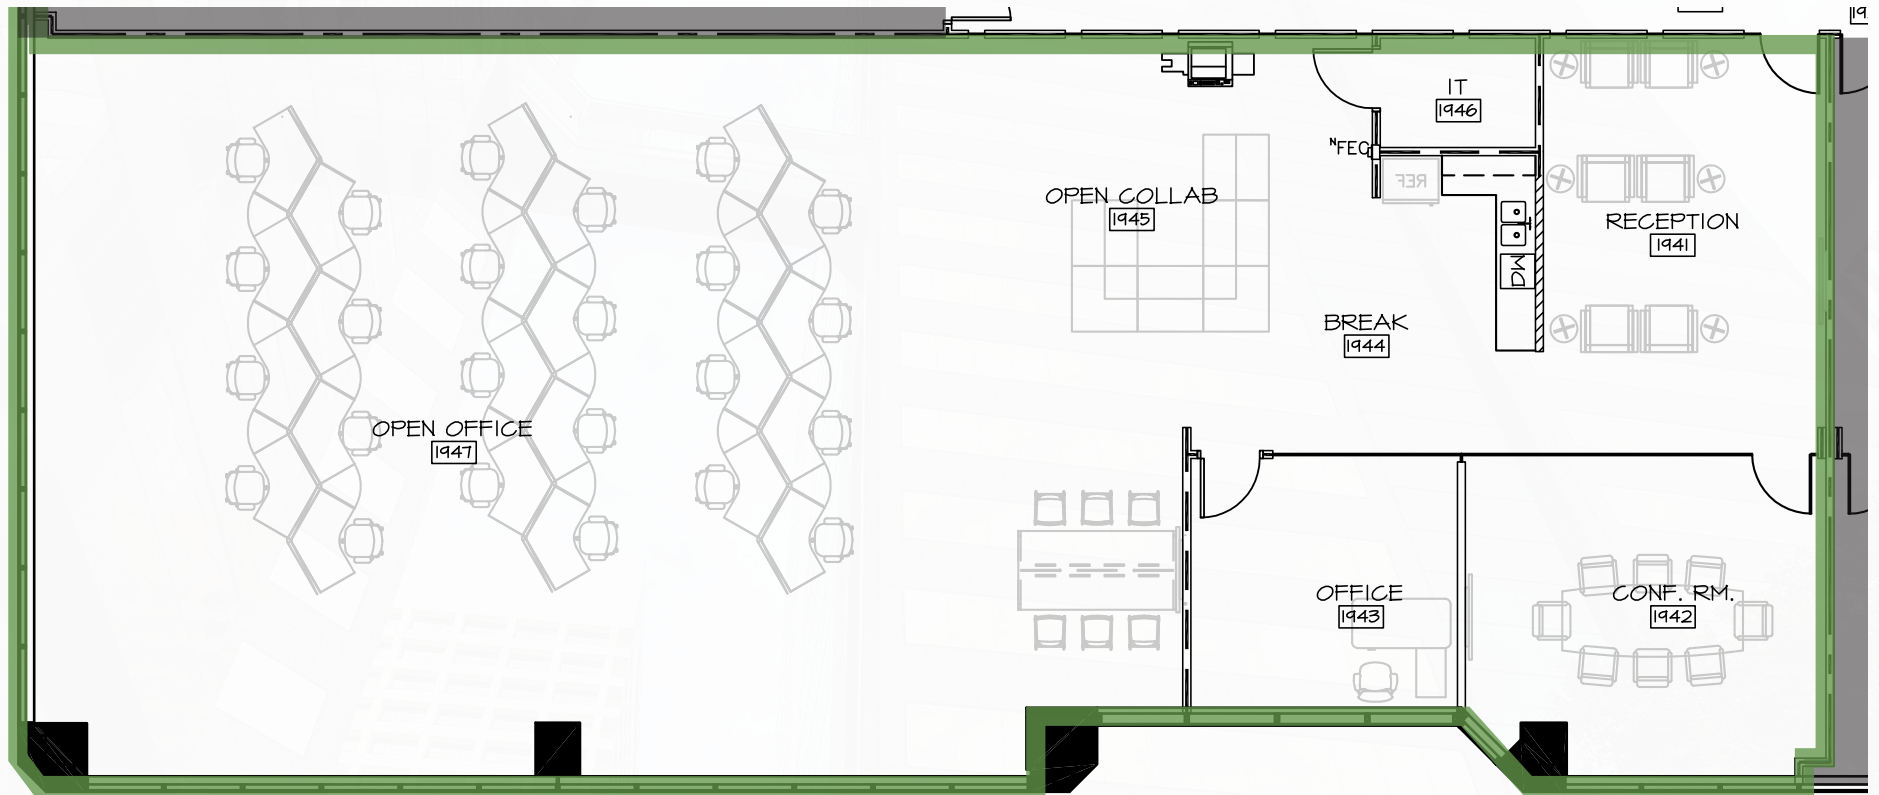 IT
1946
NFEC
REF
OPEN COLLAB
1945
RECEPTION
1941
DW
BREAK
1944
OPEN OFFICE
1947
OFFICE
1943
CONF. RM.
1942